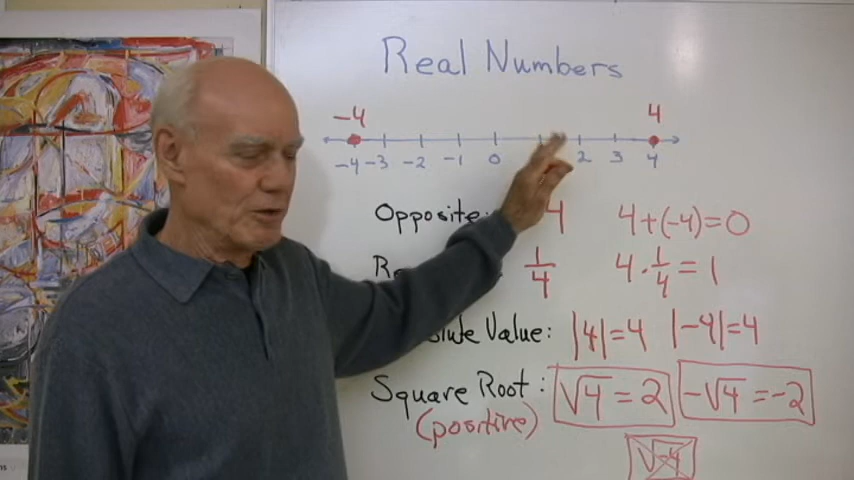 Real Numbers
-4 4
-4 -3 -2 -1 0 2 3 4
Opposite: 4 4+(-4)=0
1/4 4·1/4=1
Value: |4|=4 |-4|=4
Square Root: √4=2 -√4=-2
(positive)
√-4